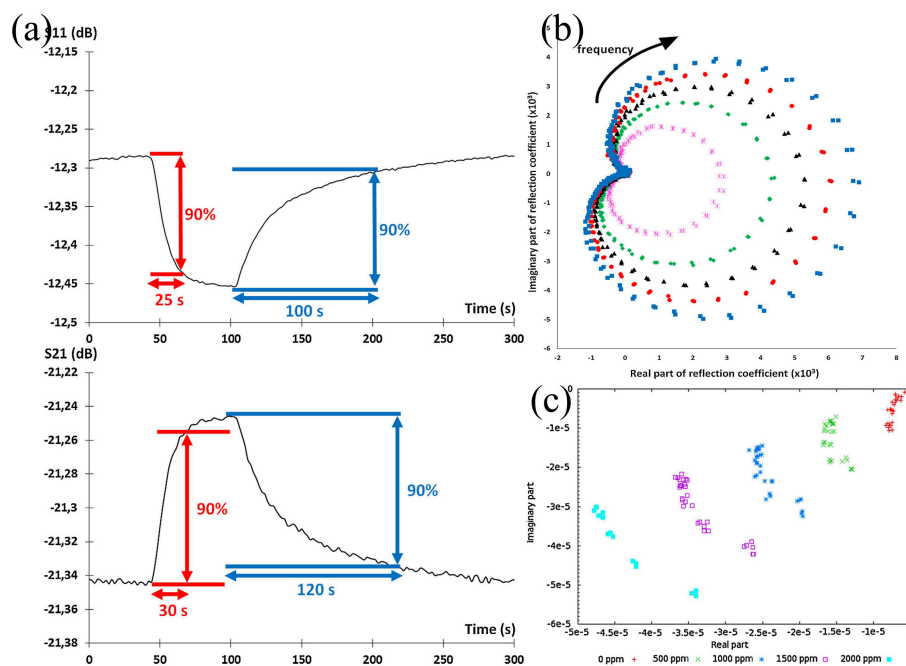 (a)
S11 (dB)
-12,15
-12,2
-12,25
-12,3
-12,35
-12,4
-12,45
-12,5
90%
90%
25 s
100 s
Time (s)
0 50 100 150 200 250 300
S21 (dB)
-21,22
-21,24
-21,26
-21,28
-21,3
-21,32
-21,34
-21,36
-21,38
90%
90%
30 s
120 s
Time (s)
0 50 100 150 200 250 300
(b)
frequency
Imaginary part of reflection coefficient (x10³)
5
4
3
2
1
0
-1
-2
-3
-4
-5
-6
-2 -1 0 1 2 3 4 5 6 7 8
Real part of reflection coefficient (x10³)
(c)
Imaginary part
0
-1e-5
-2e-5
-3e-5
-4e-5
-5e-5
-6e-5
-5e-5 -4.5e-5 -3.5e-5 -2.5e-5 -1.5e-5 -5e-5
Real part
0 ppm 500 ppm 1000 ppm 1500 ppm 2000 ppm